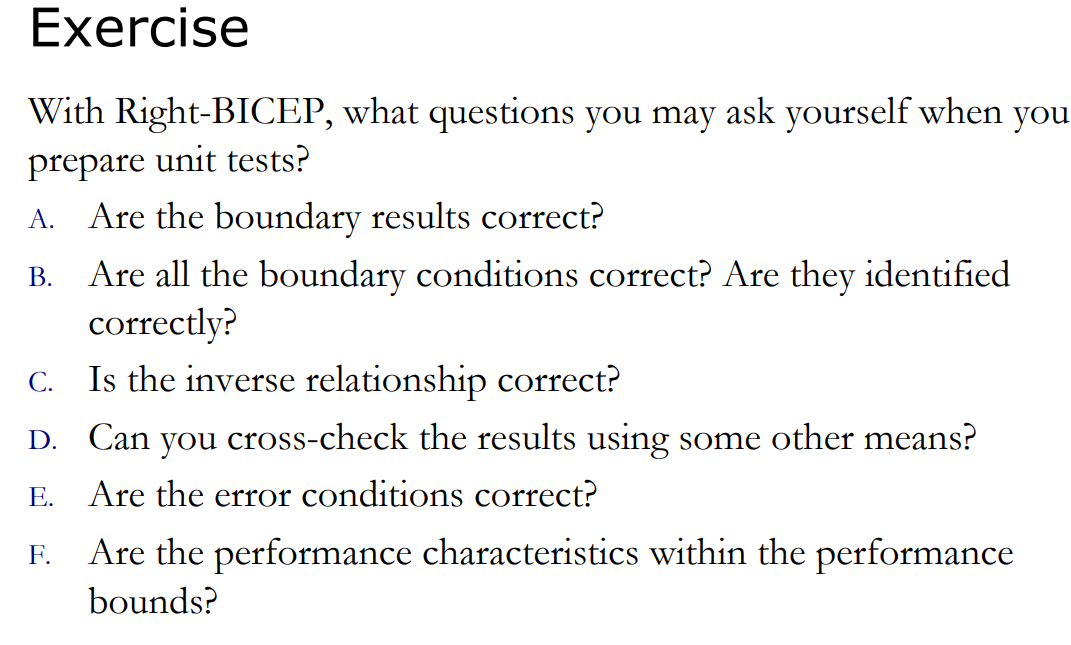 Exercise
With Right-BICEP, what questions you may ask yourself when you
prepare unit tests?
A. Are the boundary results correct?
B. Are all the boundary conditions correct? Are they identified
correctly?
C. Is the inverse relationship correct?
D. Can you cross-check the results using some other means?
E. Are the error conditions correct?
F. Are the performance characteristics within the performance
bounds?